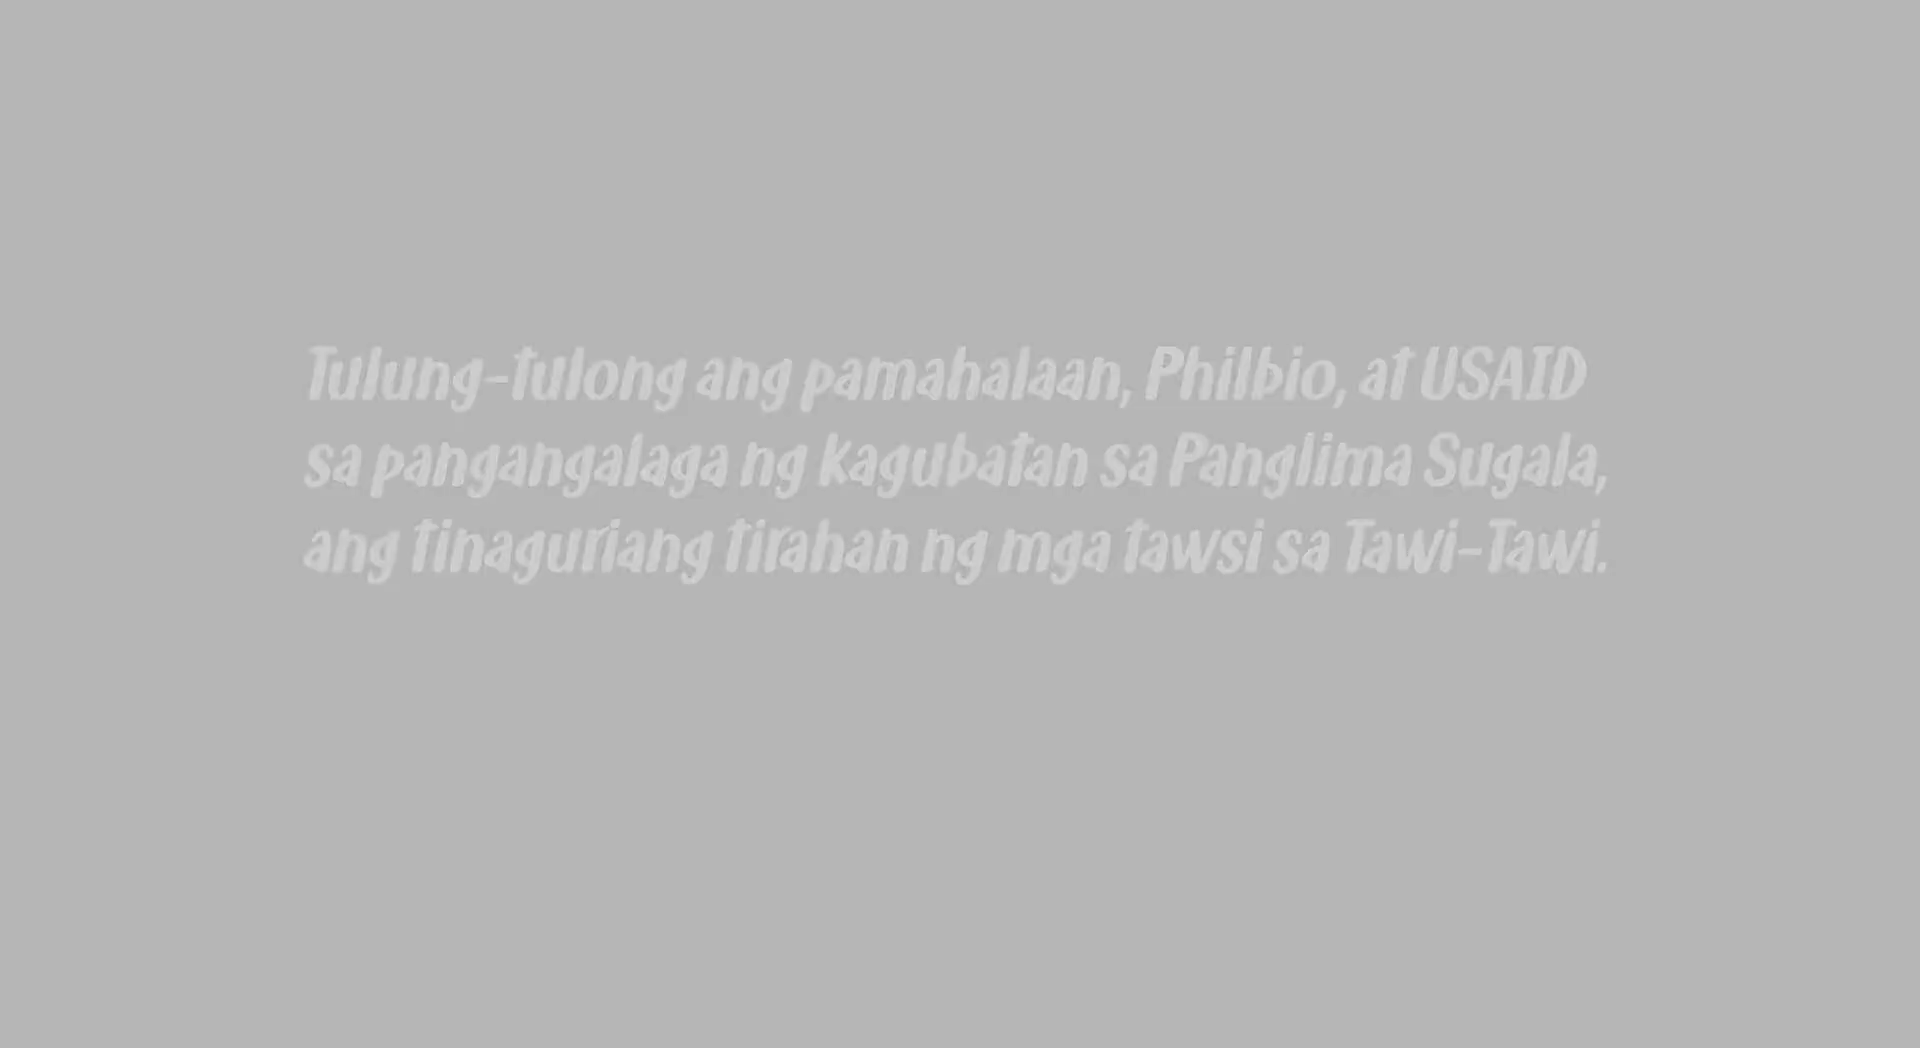 Tulung-tulong ang pamahalaan, Philbio, at USAID
sa pangangalaga ng kagubatan sa Panglima Sugala,
ang tinaguriang tirahan ng mga tawsi sa Tawi-Tawi.